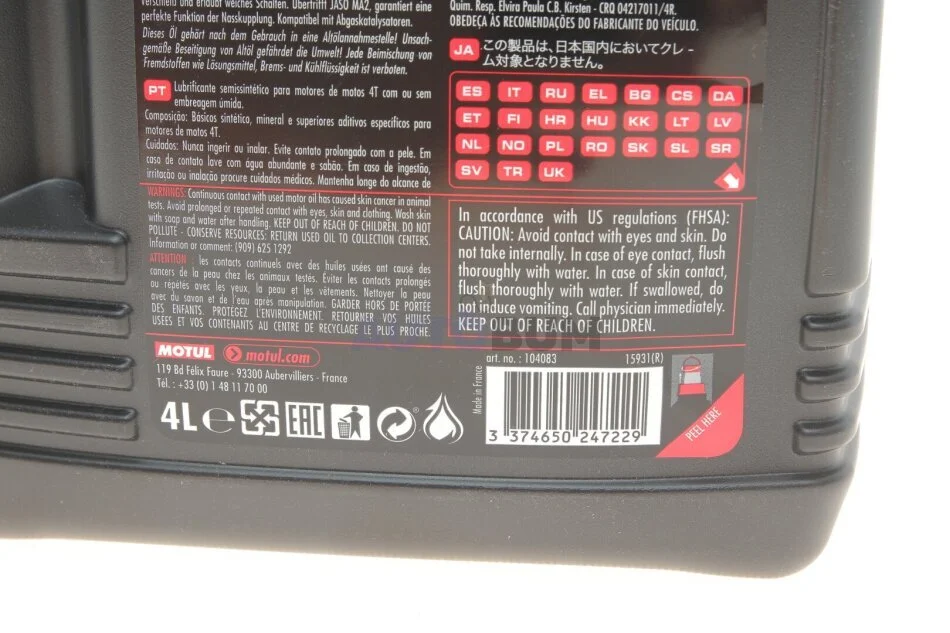 verschleiß und erlaubt weiches Schalten. Übertrifft JASO MA2, garantiert eine
perfekte Funktion der Nasskupplung. Kompatibel mit Abgaskatalysatoren.
Dieses Öl gehört nach dem Gebrauch in eine Altölannahmestelle! Unsach-
gemäße Beseitigung von Altöl gefährdet die Umwelt! Jede Beimischung von
Fremdstoffen wie Lösungsmittel, Brems- und Kühlflüssigkeit ist verboten.
PT Lubrificante semissintético para motores de motos 4T com ou sem
embreagem úmida.
Composição: Básicos sintético, mineral e superiores aditivos específicos para
motores de motos 4T.
Cuidados: Nunca ingerir ou inalar. Evite contato prolongado com a pele. Em
caso de contato lave com água abundante e sabão. Em caso de ingestão,
irritação ou inalação procure cuidados médicos. Mantenha longe do alcance de
Quim. Resp. Elvira Paula C.B. Kirsten - CRQ 04217011/4R.
OBEDEÇA ÀS RECOMENDAÇÕES DO FABRICANTE DO VEÍCULO.
JA この製品は、日本国内においてクレ-
ム対象となりません。
ES IT RU EL BG CS DA
ET FI HR HU KK LT LV
NL NO PL RO SK SL SR
SV TR UK
WARNINGS: Continuous contact with used motor oil has caused skin cancer in animal
tests. Avoid prolonged or repeated contact with eyes, skin and clothing. Wash skin
with soap and water after handling. KEEP OUT OF REACH OF CHILDREN. DO NOT
POLLUTE - CONSERVE RESOURCES: RETURN USED OIL TO COLLECTION CENTERS.
Information or comment: (909) 625 1292
ATTENTION : les contacts continuels avec des huiles usées ont causé des
cancers de la peau chez les animaux testés. Éviter les contacts prolongés
ou répétés avec les yeux, la peau et les vêtements. Nettoyer la peau
avec du savon et de l'eau après manipulation. GARDER HORS DE PORTÉE
DES ENFANTS. PROTÉGEZ L'ENVIRONNEMENT. RETOURNER VOS HUILES
USÉES ET VOS CONTENANTS AU CENTRE DE RECYCLAGE LE PLUS PROCHE.
In accordance with US regulations (FHSA):
CAUTION: Avoid contact with eyes and skin. Do
not take internally. In case of eye contact, flush
thoroughly with water. In case of skin contact,
flush thoroughly with water. If swallowed, do
not induce vomiting. Call physician immediately.
KEEP OUT OF REACH OF CHILDREN.
MOTUL motul.com
119 Bd Félix Faure - 93300 Aubervilliers - France
Tél. : +33 (0) 1 48 11 70 00
4L e EAC
art. no. : 104083 15931(R)
Made in France
3 374650 247229
PEEL HERE